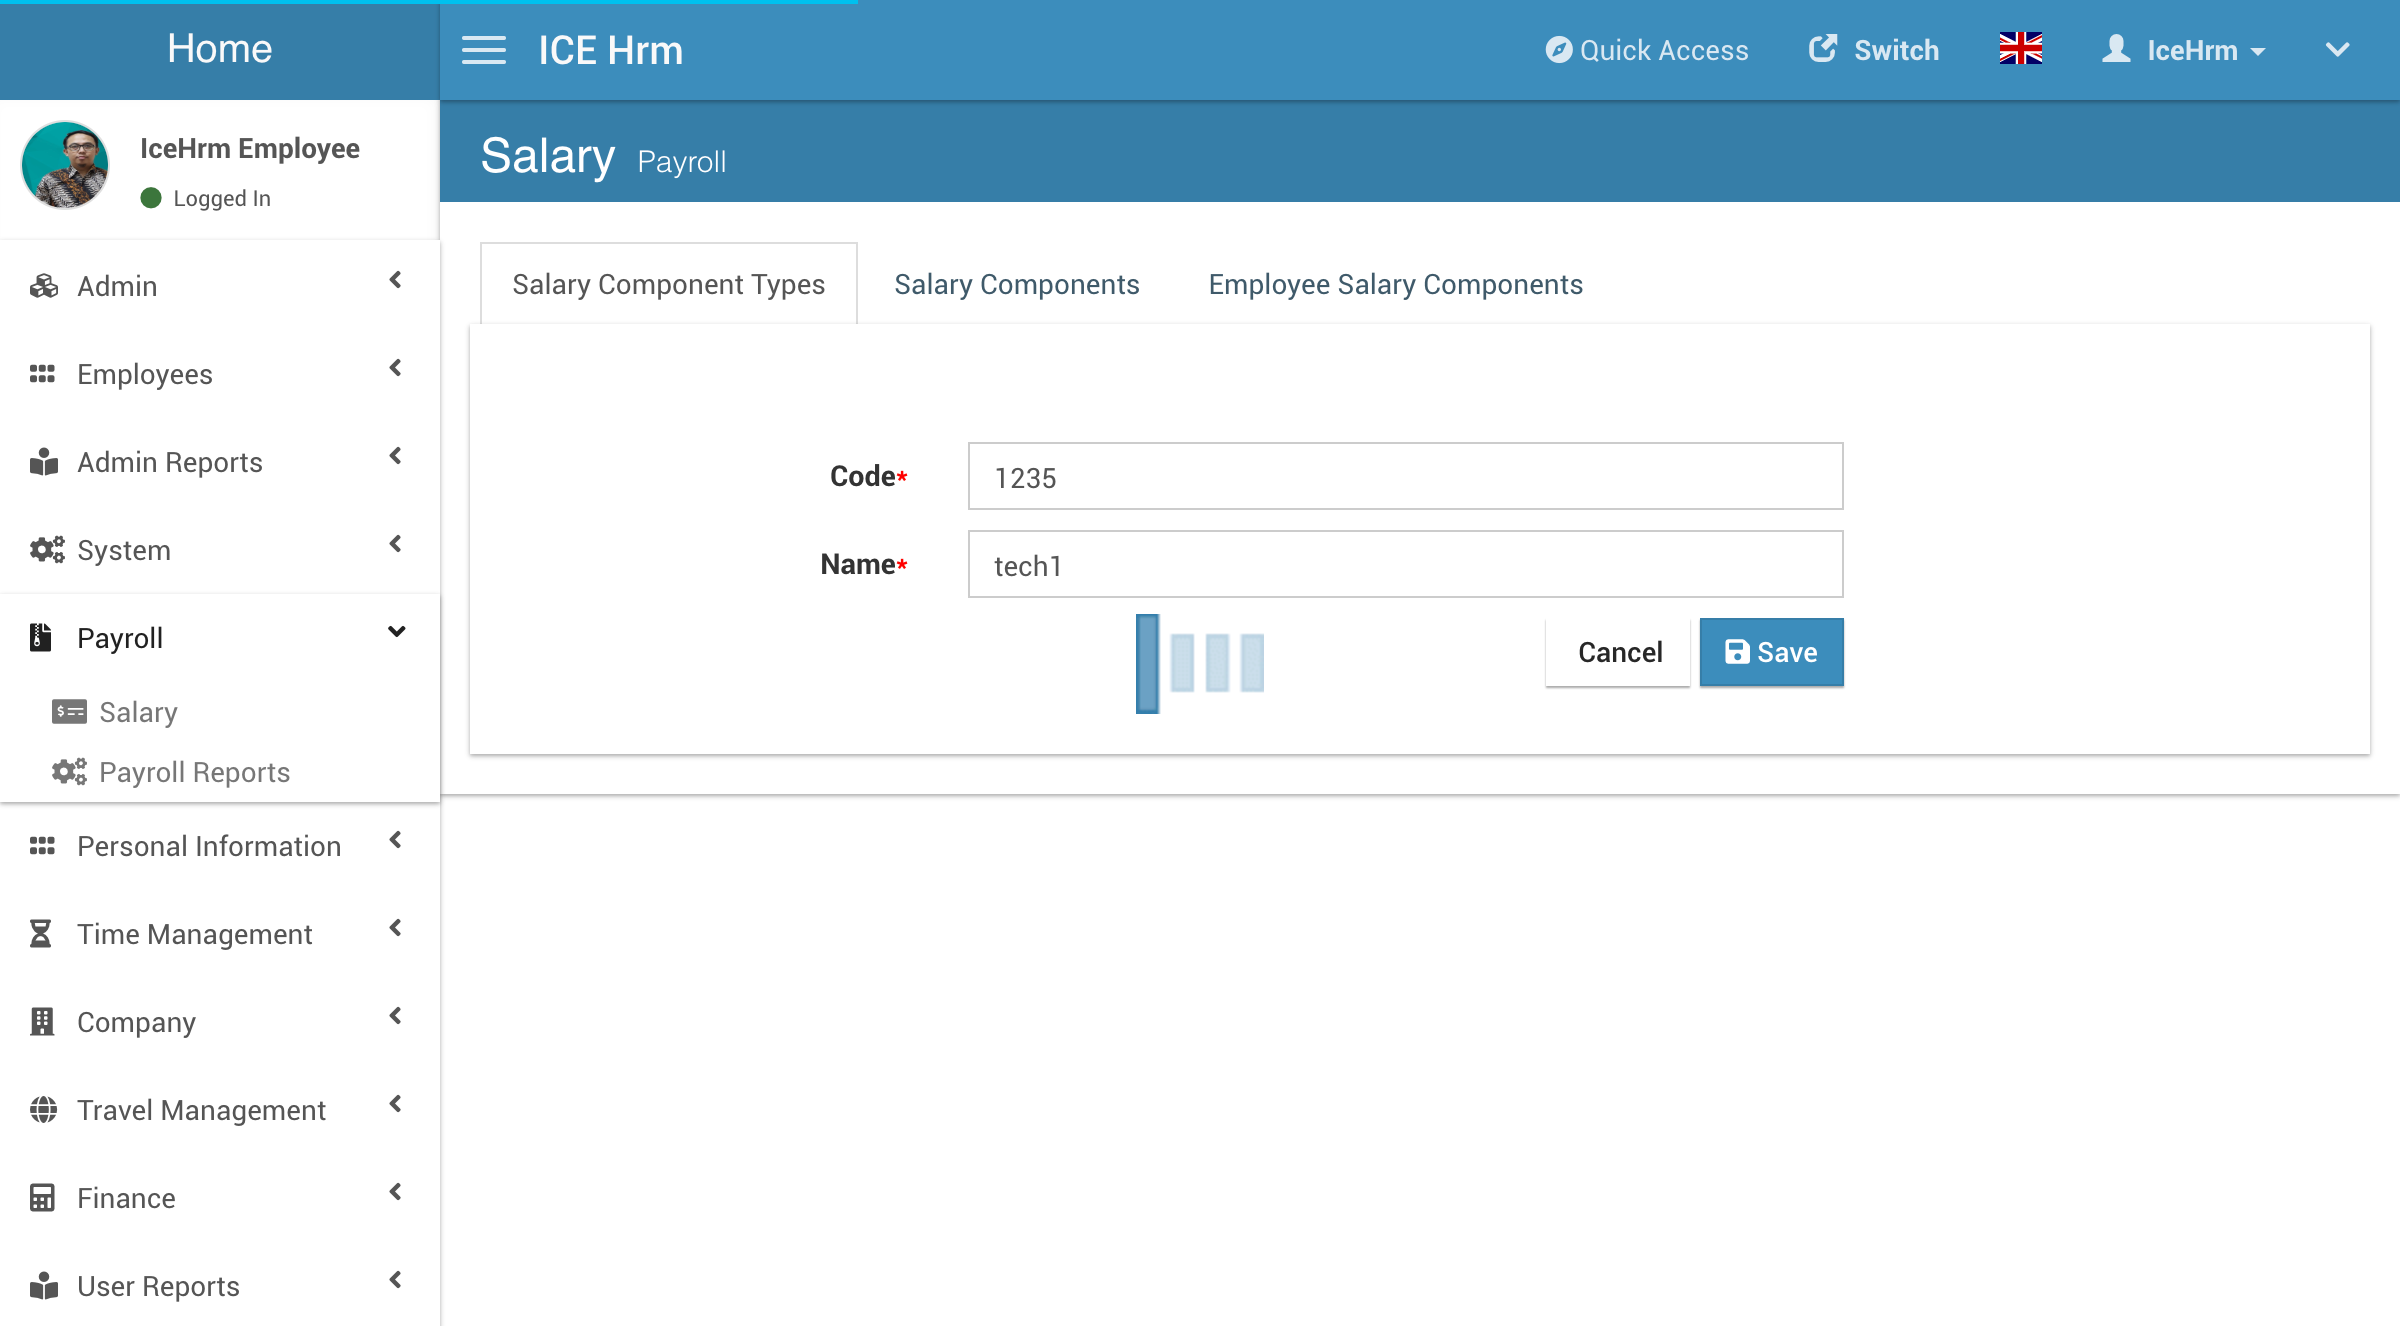 Home
ICE Hrm
Quick Access
Switch
IceHrm
IceHrm Employee
Logged In
Salary Payroll
Admin
Employees
Admin Reports
System
Payroll
Salary
Payroll Reports
Personal Information
Time Management
Company
Travel Management
Finance
User Reports
Salary Component Types
Salary Components
Employee Salary Components
Code*
1235
Name*
tech1
Cancel
Save